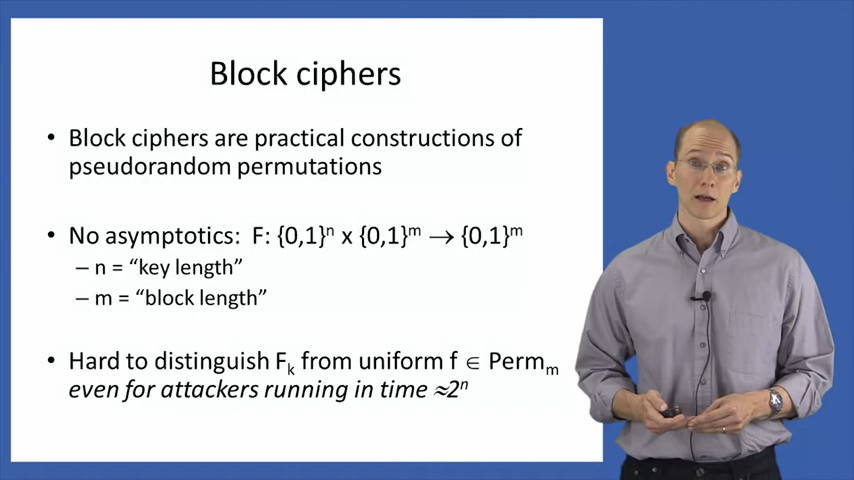 Block ciphers
• Block ciphers are practical constructions of
pseudorandom permutations
• No asymptotics: F: {0,1}ⁿ x {0,1}ᵐ → {0,1}ᵐ
– n = “key length”
– m = “block length”
• Hard to distinguish Fₖ from uniform f ∈ Permₘ
even for attackers running in time ≈2ⁿ